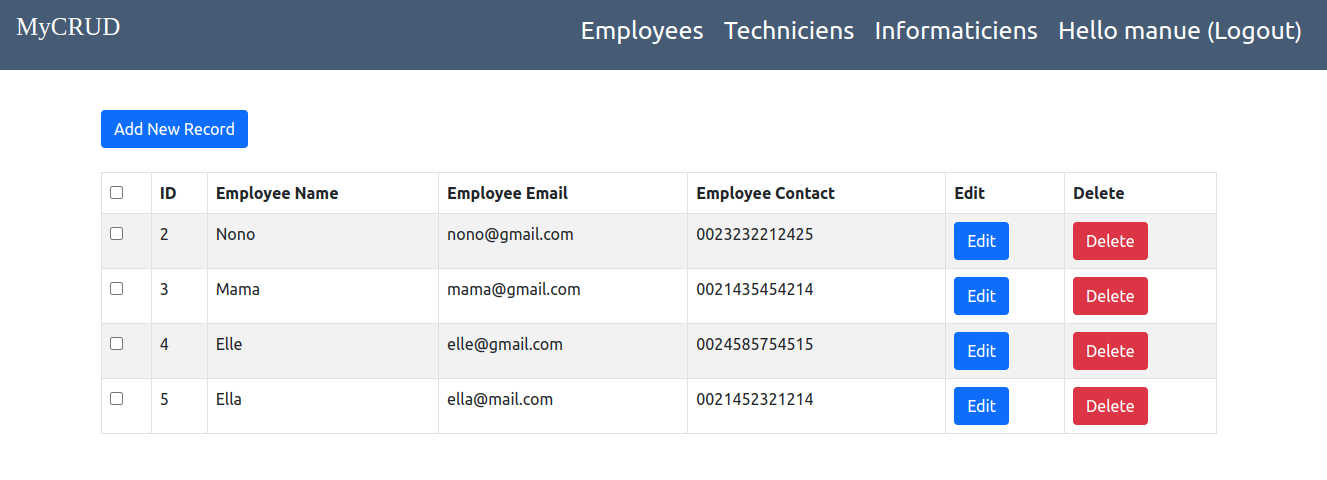 MyCRUD Employees Techniciens Informaticiens Hello manue (Logout)
Add New Record
ID Employee Name Employee Email Employee Contact Edit Delete
2 Nono nono@gmail.com 0023232212425 Edit Delete
3 Mama mama@gmail.com 0021435454214 Edit Delete
4 Elle elle@gmail.com 0024585754515 Edit Delete
5 Ella ella@mail.com 0021452321214 Edit Delete